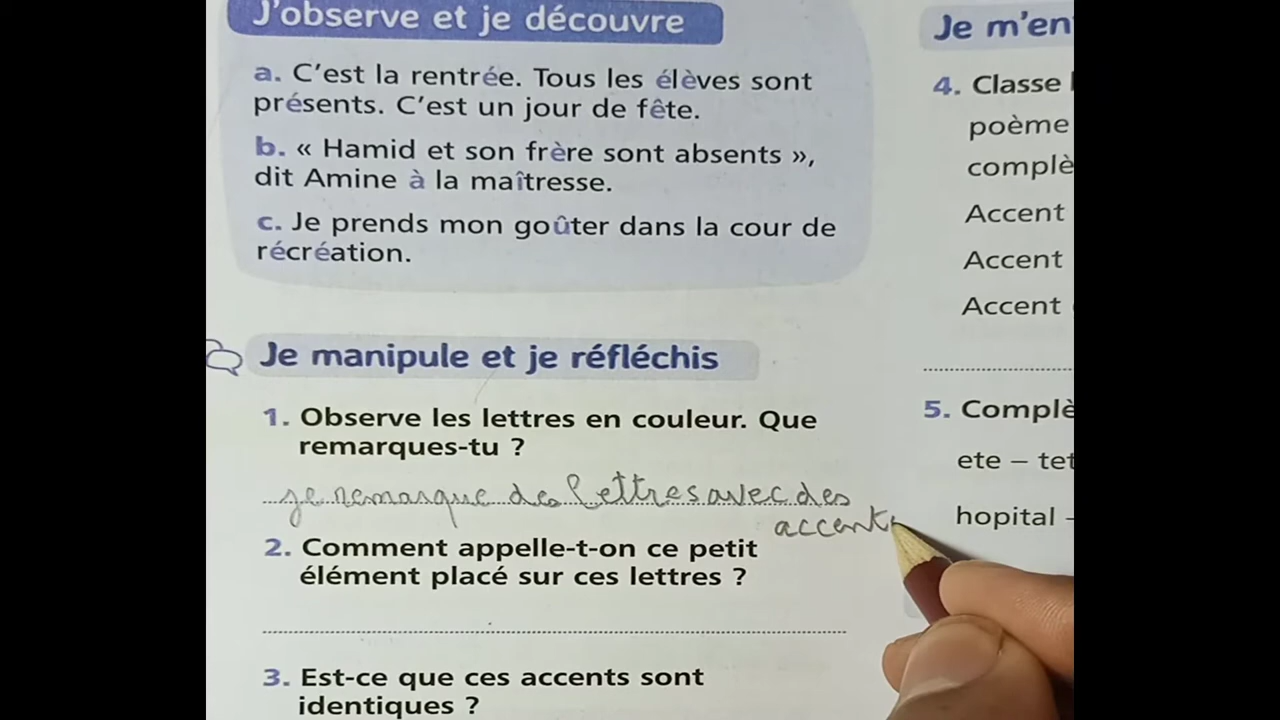 J'observe et je découvre
a. C'est la rentrée. Tous les élèves sont
présents. C'est un jour de fête.
b. « Hamid et son frère sont absents »,
dit Amine à la maîtresse.
c. Je prends mon goûter dans la cour de
récréation.
Je manipule et je réfléchis
1. Observe les lettres en couleur. Que
remarques-tu ?
je remarque des lettres avec des
accents
2. Comment appelle-t-on ce petit
élément placé sur ces lettres ?
3. Est-ce que ces accents sont
identiques ?
Je m'en
4. Classe
poème
complè
Accent
Accent
Accent
5. Complè
ete – tet
hopital –